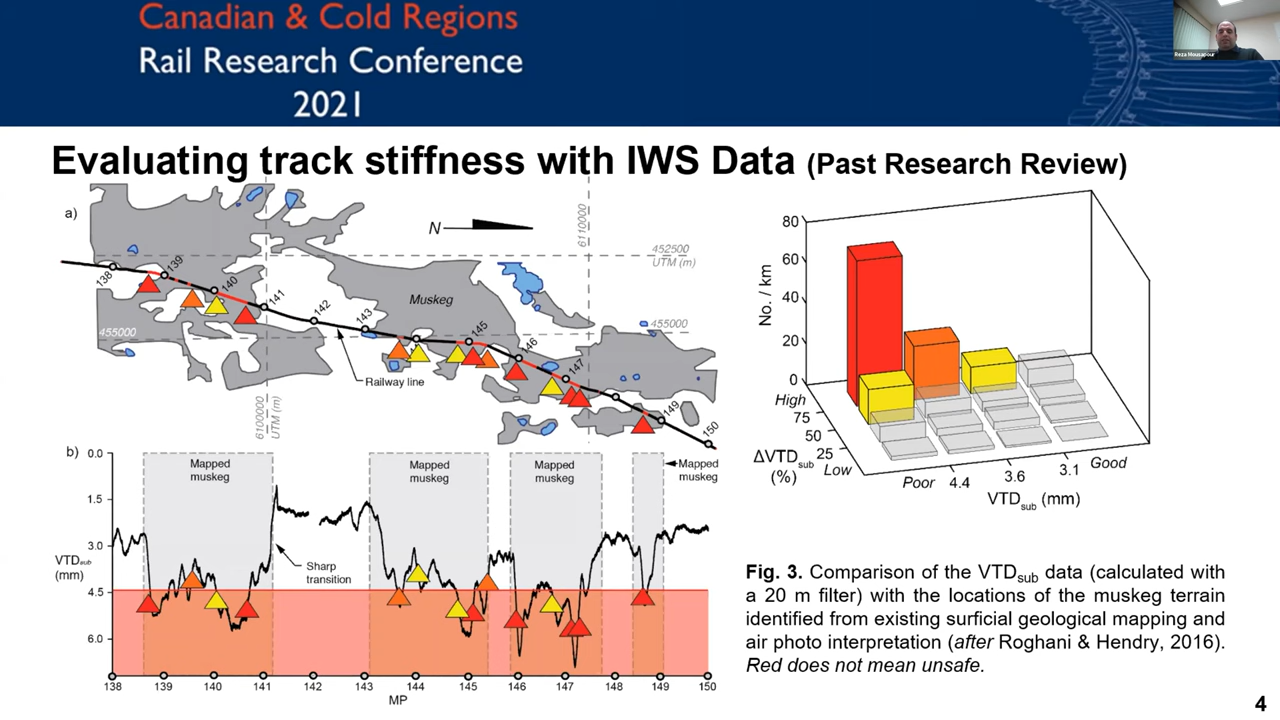 Canadian & Cold Regions
Rail Research Conference
2021
Reza Mousapour
Evaluating track stiffness with IWS Data (Past Research Review)
a)
N
6110000
452500
UTM (m)
138
139
140
141
142
143
Muskeg
145
146
147
149
150
455000
455000
Railway line
6100000
UTM (m)
b)
0.0
1.5
3.0
4.5
6.0
VTDsub
(mm)
Mapped
muskeg
Mapped
muskeg
Mapped
muskeg
Mapped
muskeg
Sharp
transition
138 139 140 141 142 143 144 145 146 147 148 149 150
MP
80
60
40
20
0
No. / km
High
75
50
25
Low
ΔVTDsub
(%)
Poor 4.4 3.6 3.1 Good
VTDsub (mm)
Fig. 3. Comparison of the VTDsub data (calculated with
a 20 m filter) with the locations of the muskeg terrain
identified from existing surficial geological mapping and
air photo interpretation (after Roghani & Hendry, 2016).
Red does not mean unsafe.
4